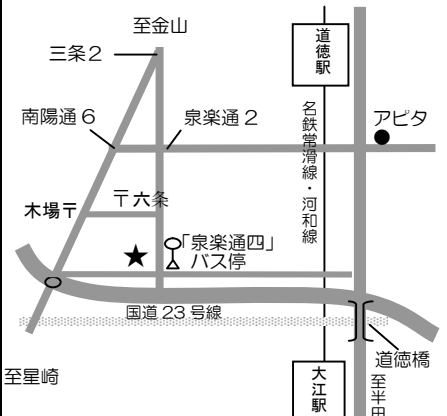 至金山
三条2
道徳駅
南陽通6
泉楽通2
アピタ
名鉄常滑線・河和線
〒六条
木場〒
★
「泉楽通四」
バス停
国道23号線
道徳橋
至星崎
大江駅
至半田